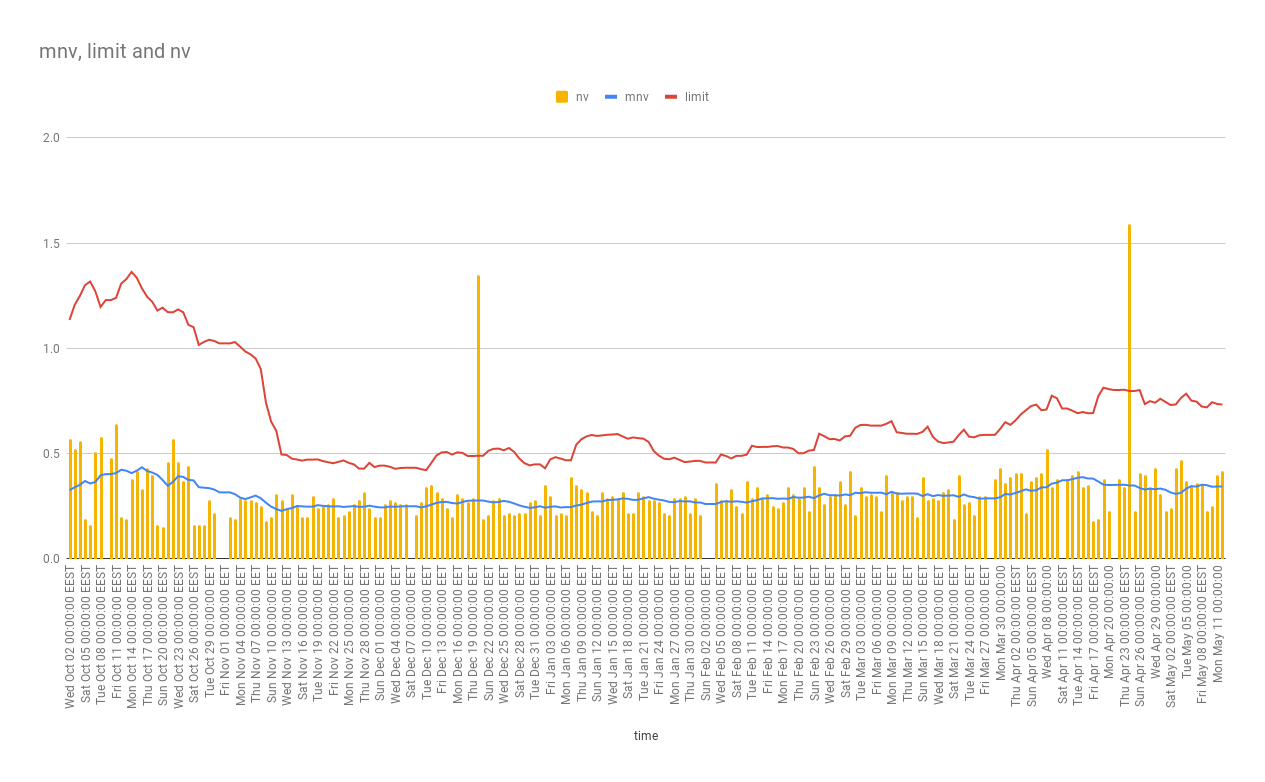 mnv, limit and nv
nv mnv limit
2.0
1.5
1.0
0.5
0.0
Wed Oct 02 00:00:00 EEST
Sat Oct 05 00:00:00 EEST
Tue Oct 08 00:00:00 EEST
Fri Oct 11 00:00:00 EEST
Mon Oct 14 00:00:00 EEST
Thu Oct 17 00:00:00 EEST
Sun Oct 20 00:00:00 EEST
Wed Oct 23 00:00:00 EEST
Sat Oct 26 00:00:00 EEST
Tue Oct 29 00:00:00 EET
Fri Nov 01 00:00:00 EET
Mon Nov 04 00:00:00 EET
Thu Nov 07 00:00:00 EET
Sun Nov 10 00:00:00 EET
Wed Nov 13 00:00:00 EET
Sat Nov 16 00:00:00 EET
Tue Nov 19 00:00:00 EET
Fri Nov 22 00:00:00 EET
Mon Nov 25 00:00:00 EET
Thu Nov 28 00:00:00 EET
Sun Dec 01 00:00:00 EET
Wed Dec 04 00:00:00 EET
Sat Dec 07 00:00:00 EET
Tue Dec 10 00:00:00 EET
Fri Dec 13 00:00:00 EET
Mon Dec 16 00:00:00 EET
Thu Dec 19 00:00:00 EET
Sun Dec 22 00:00:00 EET
Wed Dec 25 00:00:00 EET
Sat Dec 28 00:00:00 EET
Tue Dec 31 00:00:00 EET
Fri Jan 03 00:00:00 EET
Mon Jan 06 00:00:00 EET
Thu Jan 09 00:00:00 EET
Sun Jan 12 00:00:00 EET
Wed Jan 15 00:00:00 EET
Sat Jan 18 00:00:00 EET
Tue Jan 21 00:00:00 EET
Fri Jan 24 00:00:00 EET
Mon Jan 27 00:00:00 EET
Thu Jan 30 00:00:00 EET
Sun Feb 02 00:00:00 EET
Wed Feb 05 00:00:00 EET
Sat Feb 08 00:00:00 EET
Tue Feb 11 00:00:00 EET
Fri Feb 14 00:00:00 EET
Mon Feb 17 00:00:00 EET
Thu Feb 20 00:00:00 EET
Sun Feb 23 00:00:00 EET
Wed Feb 26 00:00:00 EET
Sat Feb 29 00:00:00 EET
Tue Mar 03 00:00:00 EET
Fri Mar 06 00:00:00 EET
Mon Mar 09 00:00:00 EET
Thu Mar 12 00:00:00 EET
Sun Mar 15 00:00:00 EET
Wed Mar 18 00:00:00 EET
Sat Mar 21 00:00:00 EET
Tue Mar 24 00:00:00 EET
Fri Mar 27 00:00:00 EET
Mon Mar 30 00:00:00
Thu Apr 02 00:00:00 EEST
Sun Apr 05 00:00:00 EEST
Wed Apr 08 00:00:00
Sat Apr 11 00:00:00 EEST
Tue Apr 14 00:00:00 EEST
Fri Apr 17 00:00:00 EEST
Mon Apr 20 00:00:00
Thu Apr 23 00:00:00 EEST
Sun Apr 26 00:00:00 EEST
Wed Apr 29 00:00:00
Sat May 02 00:00:00 EEST
Tue May 05 00:00:00
Fri May 08 00:00:00 EEST
Mon May 11 00:00:00
time